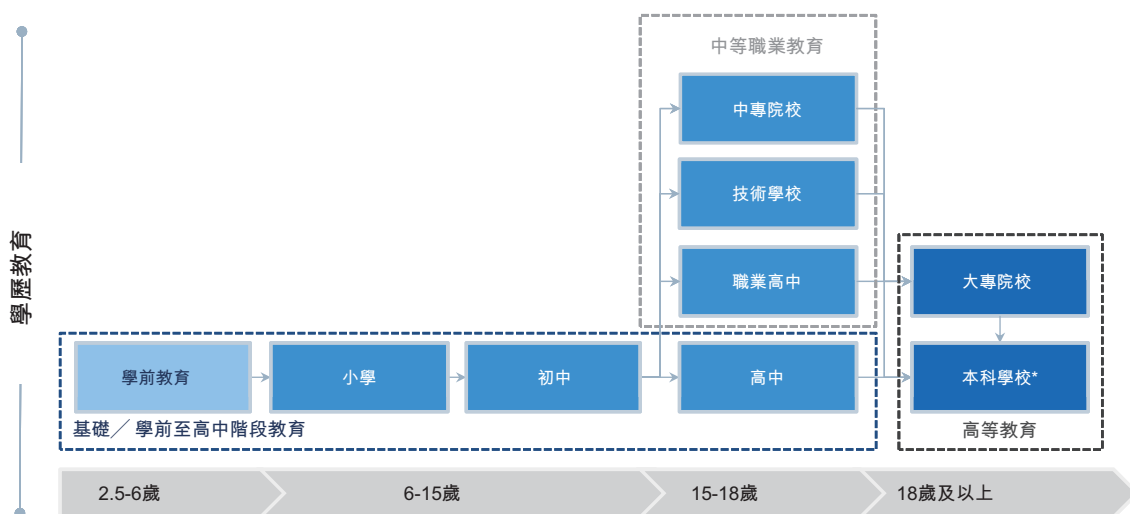 學歷教育
中等職業教育
中專院校
技術學校
職業高中
大專院校
學前教育
小學
初中
高中
本科學校*
基礎╱學前至高中階段教育
高等教育
2.5-6歲
6-15歲
15-18歲
18歲及以上